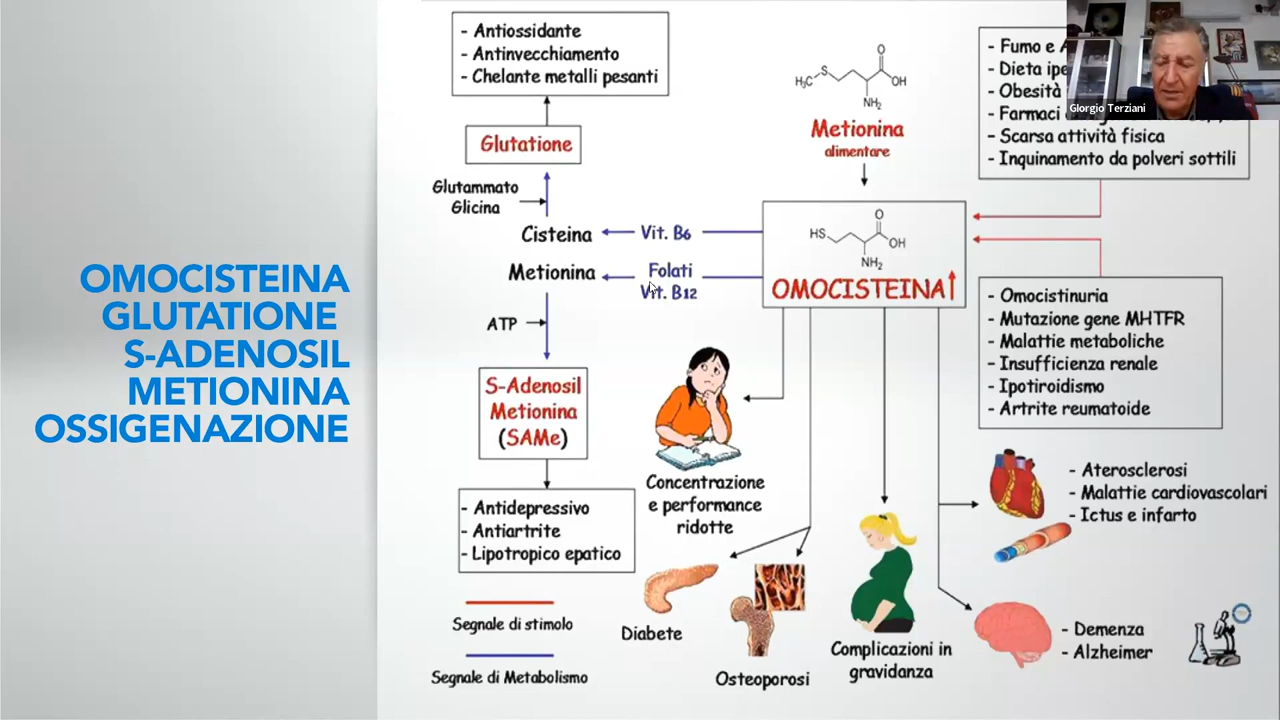 OMOCISTEINA
GLUTATIONE
S-ADENOSIL
METIONINA
OSSIGENAZIONE
- Antiossidante
- Antinvecchiamento
- Chelante metalli pesanti
Glutatione
Glutammato
Glicina
Cisteina
Vit. B6
Metionina
Folati
Vit. B12
ATP
S-Adenosil
Metionina
(SAMe)
- Antidepressivo
- Antiartrite
- Lipotropico epatico
Segnale di stimolo
Segnale di Metabolismo
H₃C
S
O
OH
NH₂
Metionina
alimentare
HS
O
OH
NH₂
OMOCISTEINA
Concentrazione
e performance
ridotte
Diabete
Osteoporosi
Complicazioni in
gravidanza
- Fumo e
- Dieta
- Obesità
- Farmaci
- Scarsa attività fisica
- Inquinamento da polveri sottili
Giorgio Terziani
- Omocistinuria
- Mutazione gene MHTFR
- Malattie metaboliche
- Insufficienza renale
- Ipotiroidismo
- Artrite reumatoide
- Aterosclerosi
- Malattie cardiovascolari
- Ictus e infarto
- Demenza
- Alzheimer